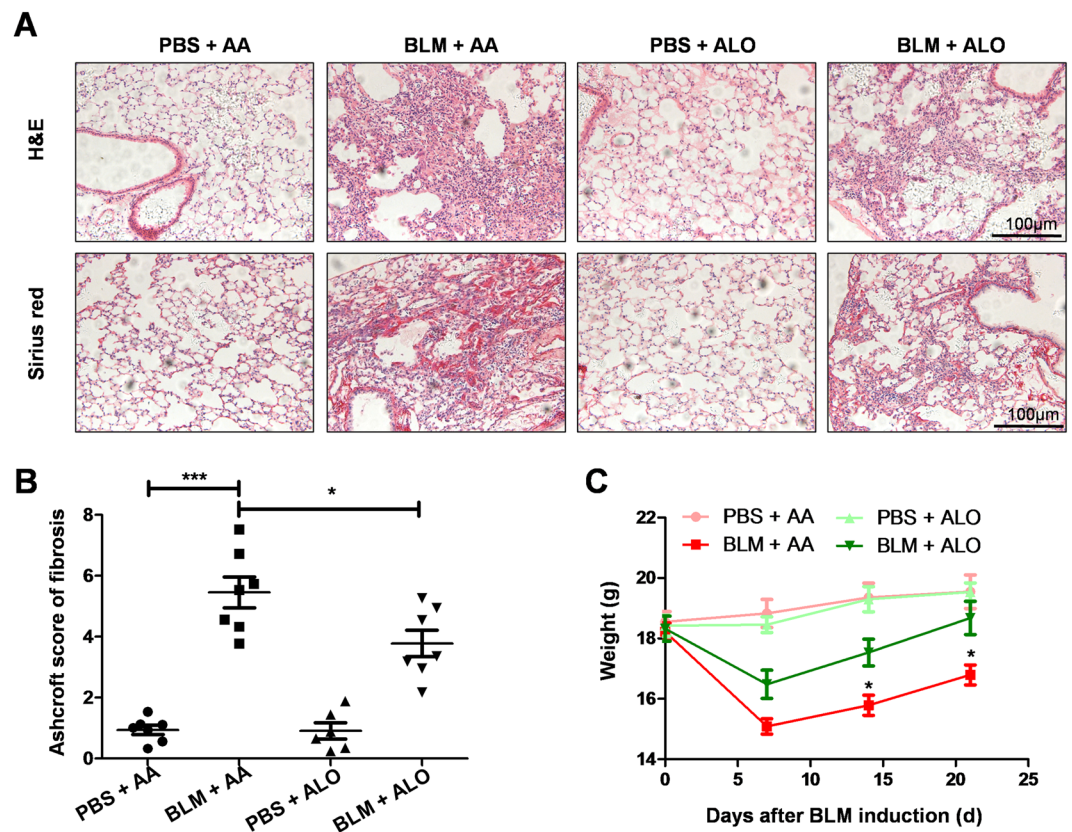 A
PBS + AA
BLM + AA
PBS + ALO
BLM + ALO
H&E
100μm
Sirius red
100μm
B
***
*
Ashcroft score of fibrosis
8
6
4
2
0
PBS + AA
BLM + AA
PBS + ALO
BLM + ALO
C
PBS + AA
PBS + ALO
BLM + AA
BLM + ALO
Weight (g)
22
20
18
16
14
*
*
0
5
10
15
20
25
Days after BLM induction (d)